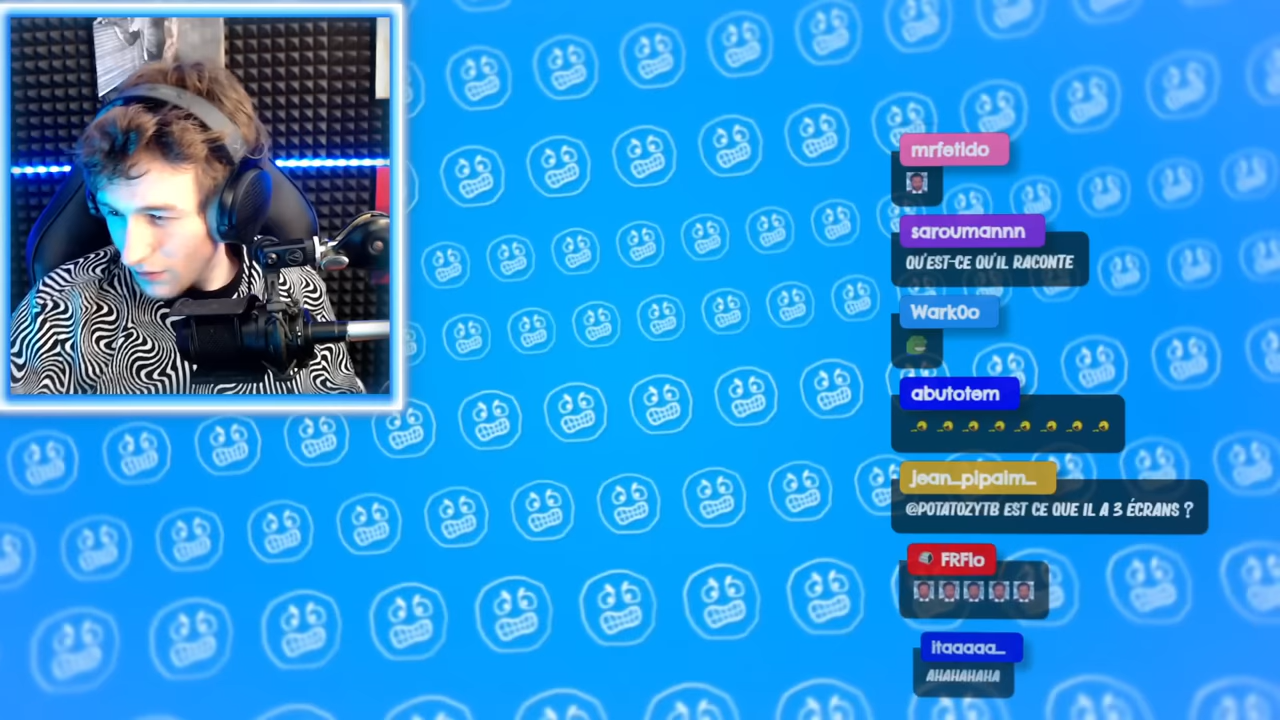 mrfetido
saroumannn
QU'EST-CE QU'IL RACONTE
Wark0o
abutotem
jean_pipaim_
@POTATOZYTB EST CE QUE IL A 3 ÉCRANS ?
FRFlo
itaaaaa_
AHAHAHAHA